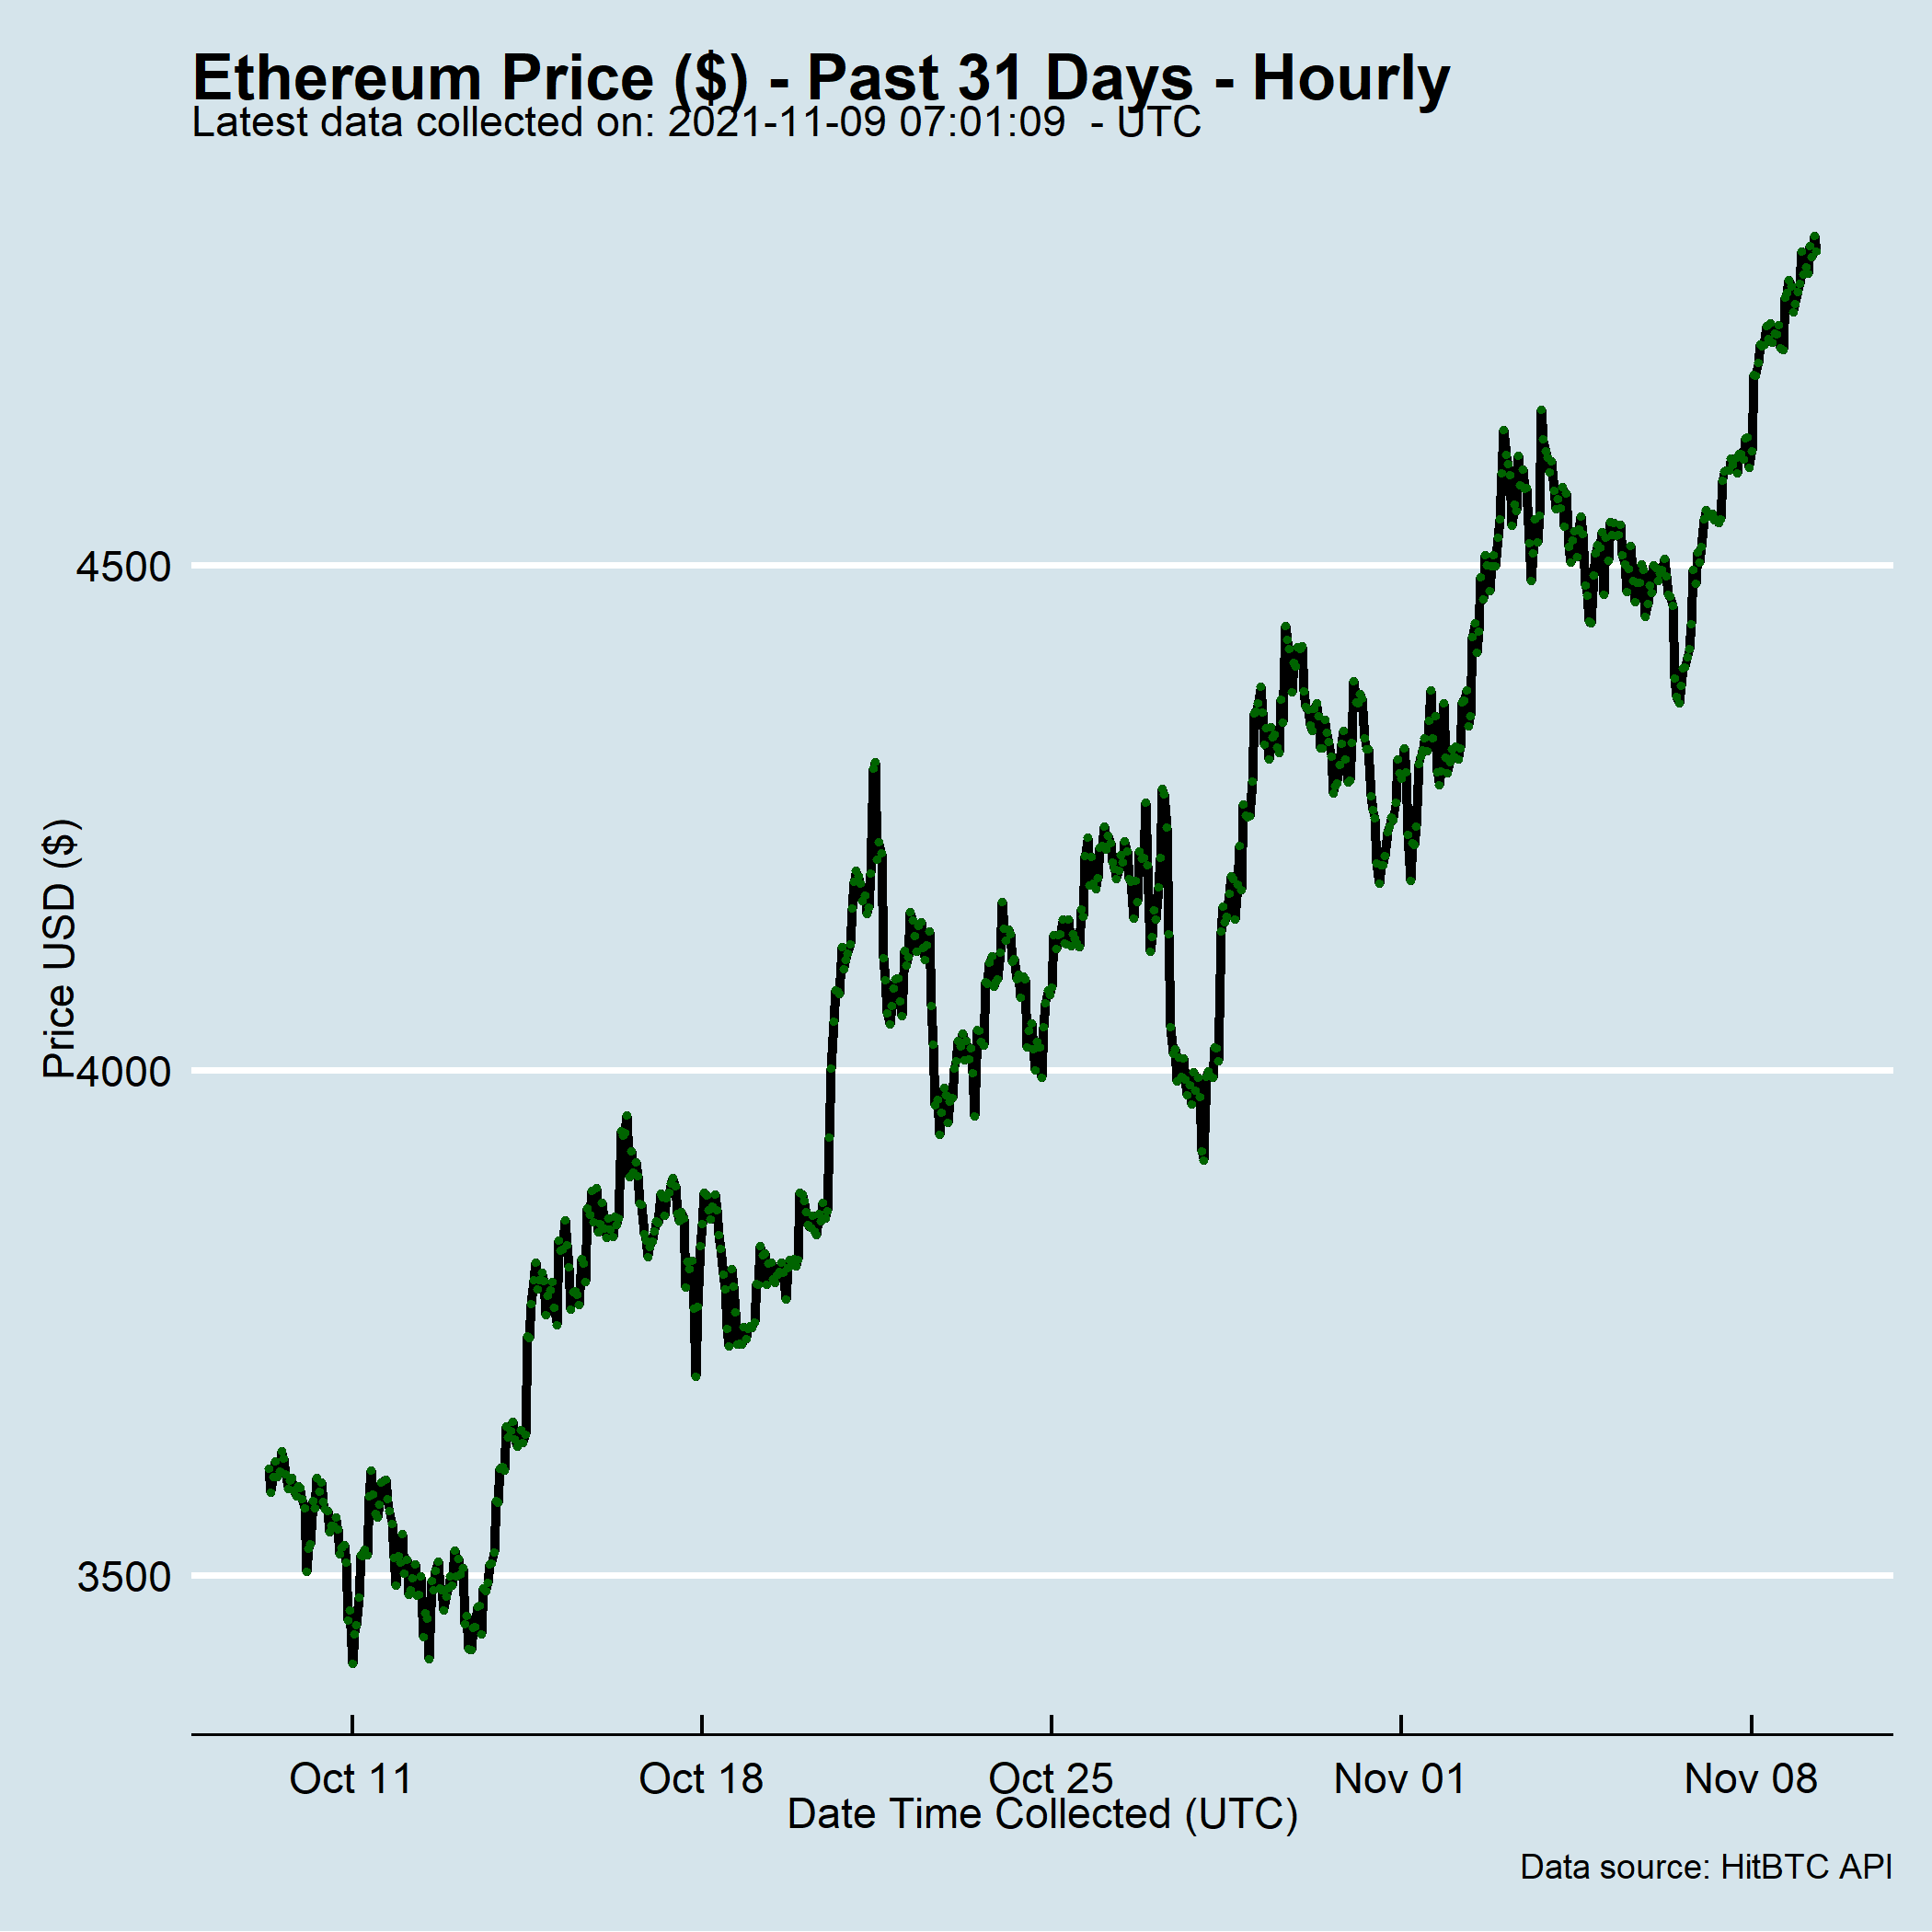 Ethereum Price ($) - Past 31 Days - Hourly
Latest data collected on: 2021-11-09 07:01:09  - UTC
4500
Price USD ($)
4000
3500
Oct 11
Oct 18
Oct 25
Nov 01
Nov 08
Date Time Collected (UTC)
Data source: HitBTC API